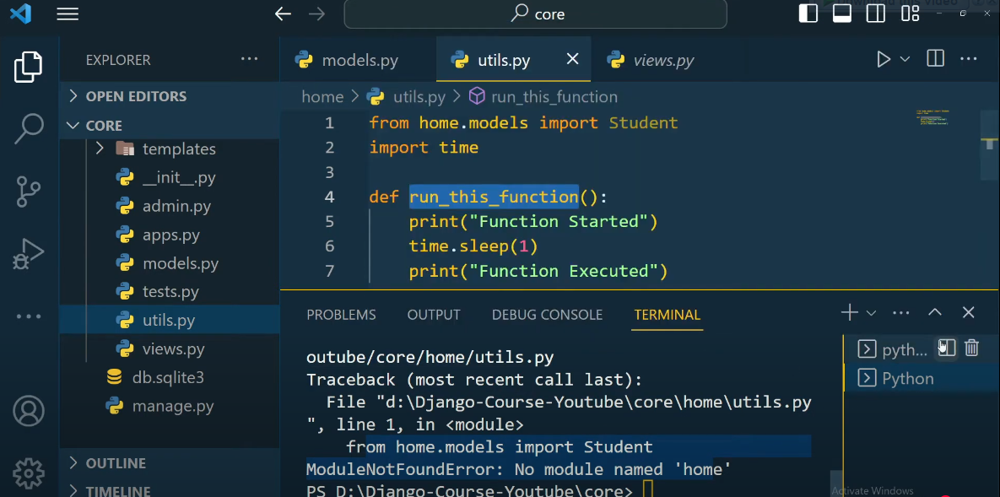 core
EXPLORER
models.py
utils.py
views.py
OPEN EDITORS
CORE
templates
__init__.py
admin.py
apps.py
models.py
tests.py
utils.py
views.py
db.sqlite3
manage.py
OUTLINE
TIMELINE
home > utils.py > run_this_function
1 from home.models import Student
2 import time
3
4 def run_this_function():
5 print("Function Started")
6 time.sleep(1)
7 print("Function Executed")
PROBLEMS OUTPUT DEBUG CONSOLE TERMINAL
outube/core/home/utils.py
Traceback (most recent call last):
File "d:\Django-Course-Youtube\core\home\utils.py
", line 1, in <module>
from home.models import Student
ModuleNotFoundError: No module named 'home'
PS D:\Django-Course-Youtube\core>
pyth...
Python
Activate Windows